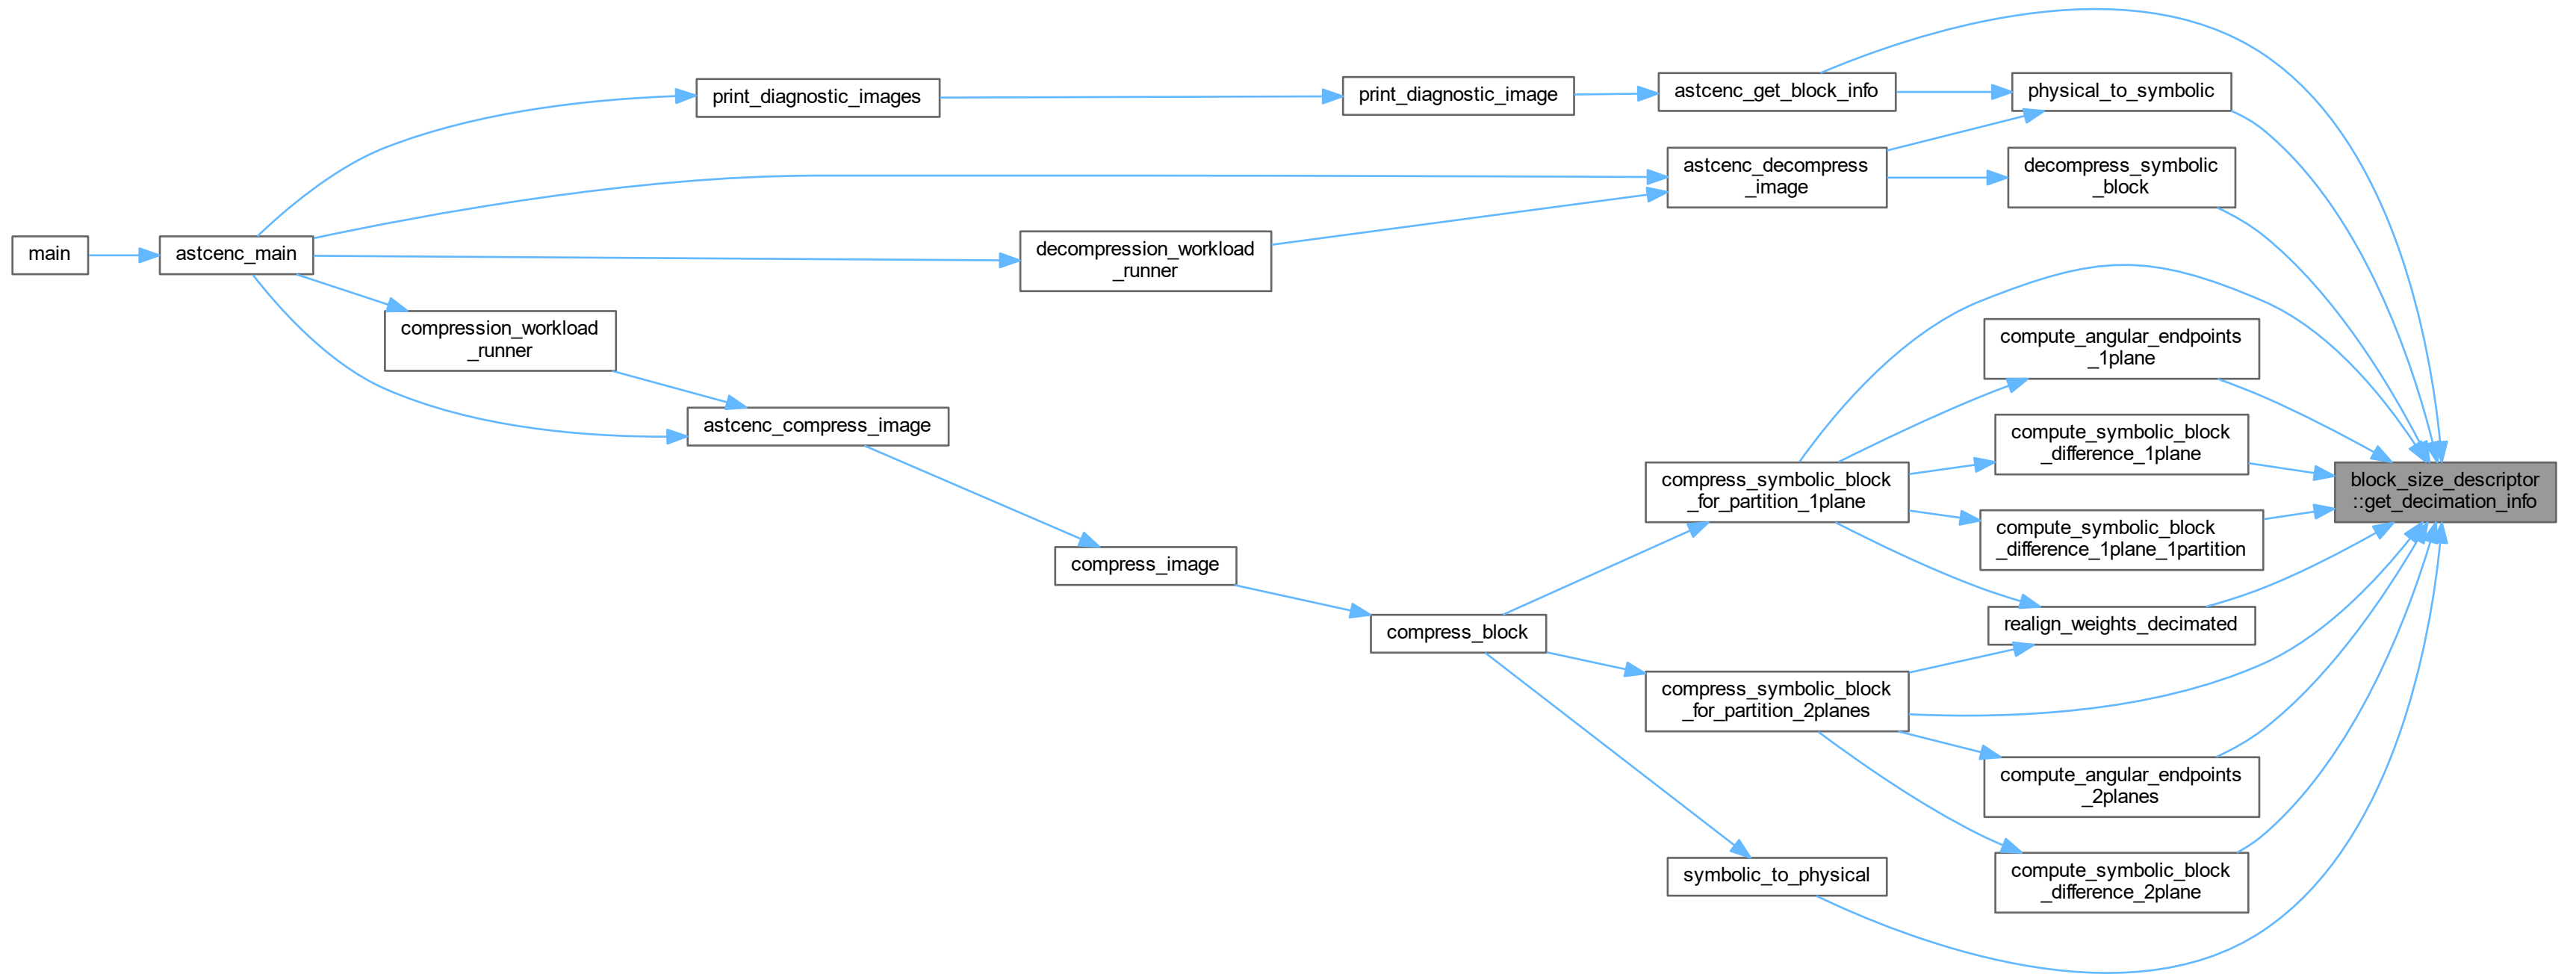 main
astcenc_main
print_diagnostic_images
print_diagnostic_image
astcenc_get_block_info
physical_to_symbolic
astcenc_decompress
_image
decompress_symbolic
_block
decompression_workload
_runner
compression_workload
_runner
astcenc_compress_image
compress_image
compress_block
compress_symbolic_block
_for_partition_1plane
compute_angular_endpoints
_1plane
compute_symbolic_block
_difference_1plane
compute_symbolic_block
_difference_1plane_1partition
realign_weights_decimated
compress_symbolic_block
_for_partition_2planes
compute_angular_endpoints
_2planes
compute_symbolic_block
_difference_2plane
symbolic_to_physical
block_size_descriptor
::get_decimation_info